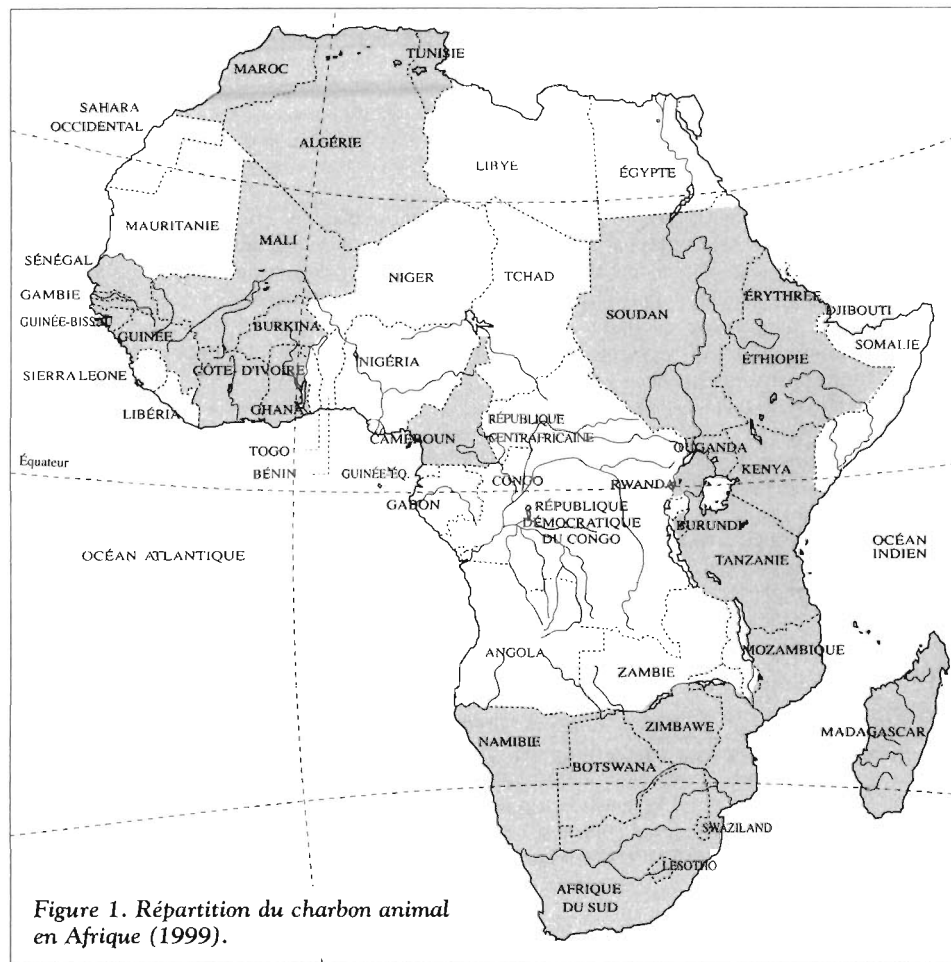 TUNISIE
MAROC
SAHARA
OCCIDENTAL
ALGÉRIE
LIBYE
ÉGYPTE
MAURITANIE
MALI
SÉNÉGAL
NIGER
TCHAD
GAMBIE
ÉRYTHRÉE
SOUDAN
DJIBOUTI
GUINÉE-BISSAU
GUINÉE
BURKINA
SOMALIE
NIGÉRIA
ÉTHIOPIE
SIERRA LEONE
CÔTE-D'IVOIRE
LIBÉRIA
GHANA
RÉPUBLIQUE
CENTRAFRICAINE
CAMEROUN
OUGANDA
TOGO
Équateur
BÉNIN
GUINÉE ÉQ.
CONGO
RWANDA
KENYA
GABON
RÉPUBLIQUE
DÉMOCRATIQUE
DU CONGO
BURUNDI
OCÉAN ATLANTIQUE
TANZANIE
OCÉAN
INDIEN
ANGOLA
ZAMBIE
MOZAMBIQUE
NAMIBIE
ZIMBAWE
MADAGASCAR
BOTSWANA
SWAZILAND
LESOTHO
AFRIQUE
DU SUD
Figure 1. Répartition du charbon animal
en Afrique (1999).